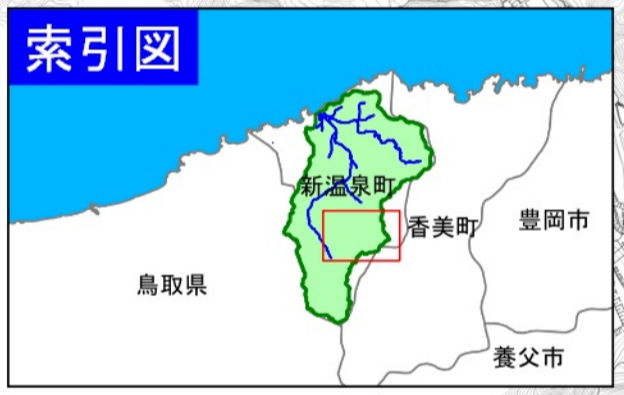 索引図
新温泉町
香美町
豊岡市
鳥取県
養父市